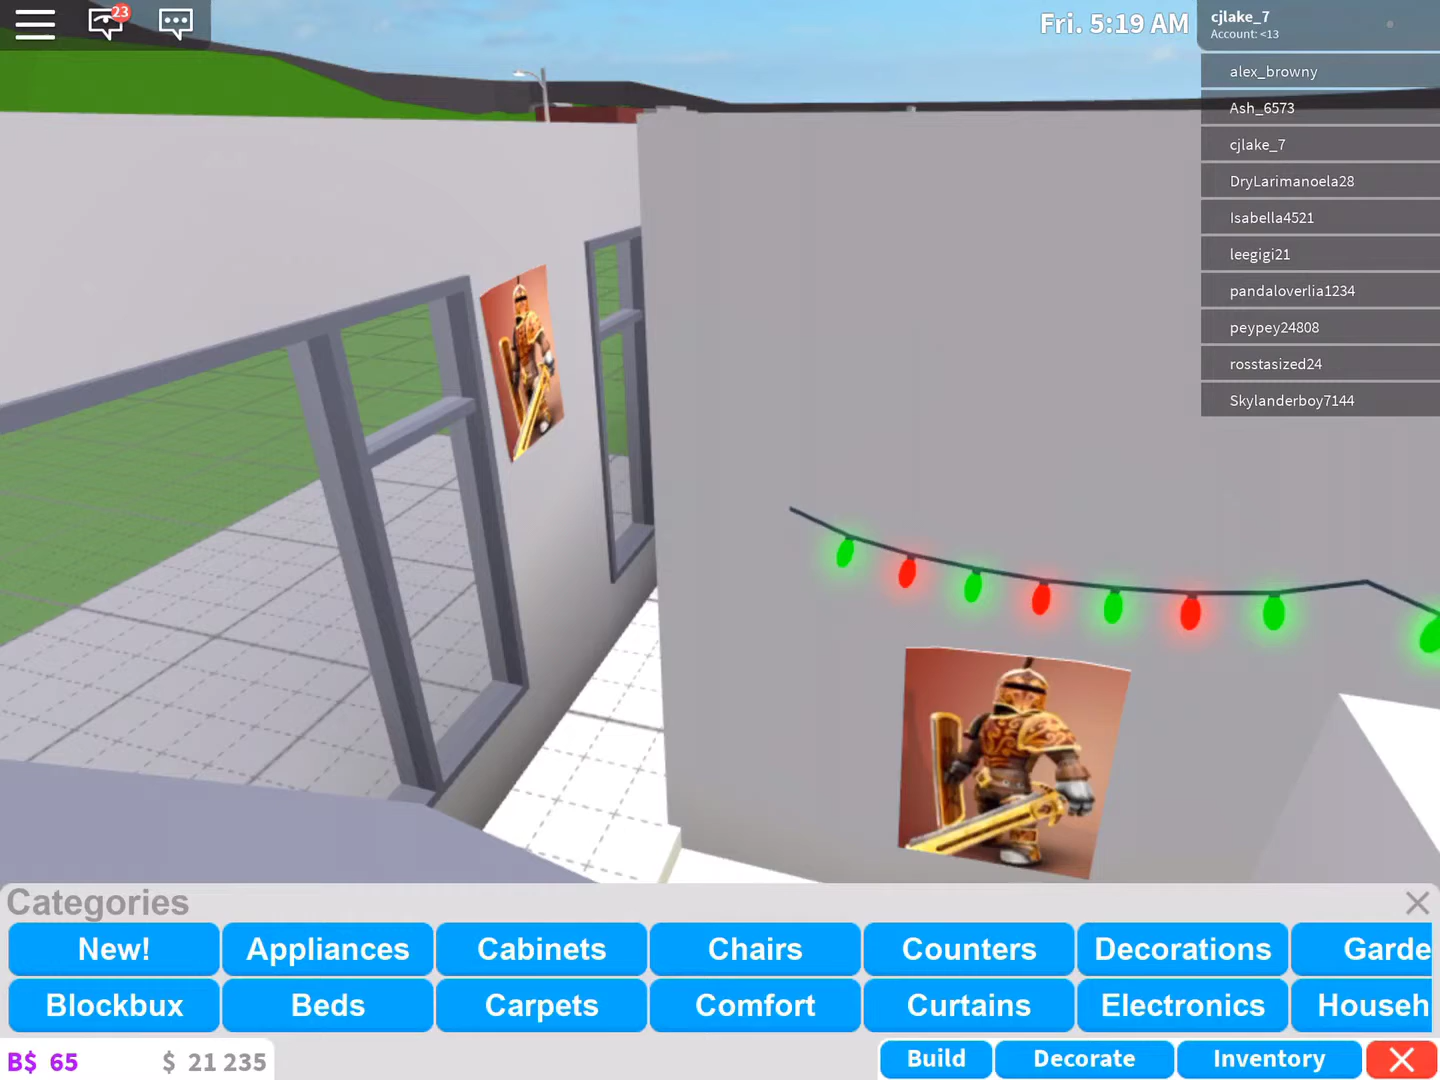 23
Fri. 5:19 AM
cjlake_7
Account: <13
alex_browny
Ash_6573
cjlake_7
DryLarimanoela28
Isabella4521
leegigi21
pandaloverlia1234
peypey24808
rosstasized24
Skylanderboy7144
Categories
New! Appliances Cabinets Chairs Counters Decorations Garde
Blockbux Beds Carpets Comfort Curtains Electronics Househ
B$ 65 $ 21 235 Build Decorate Inventory